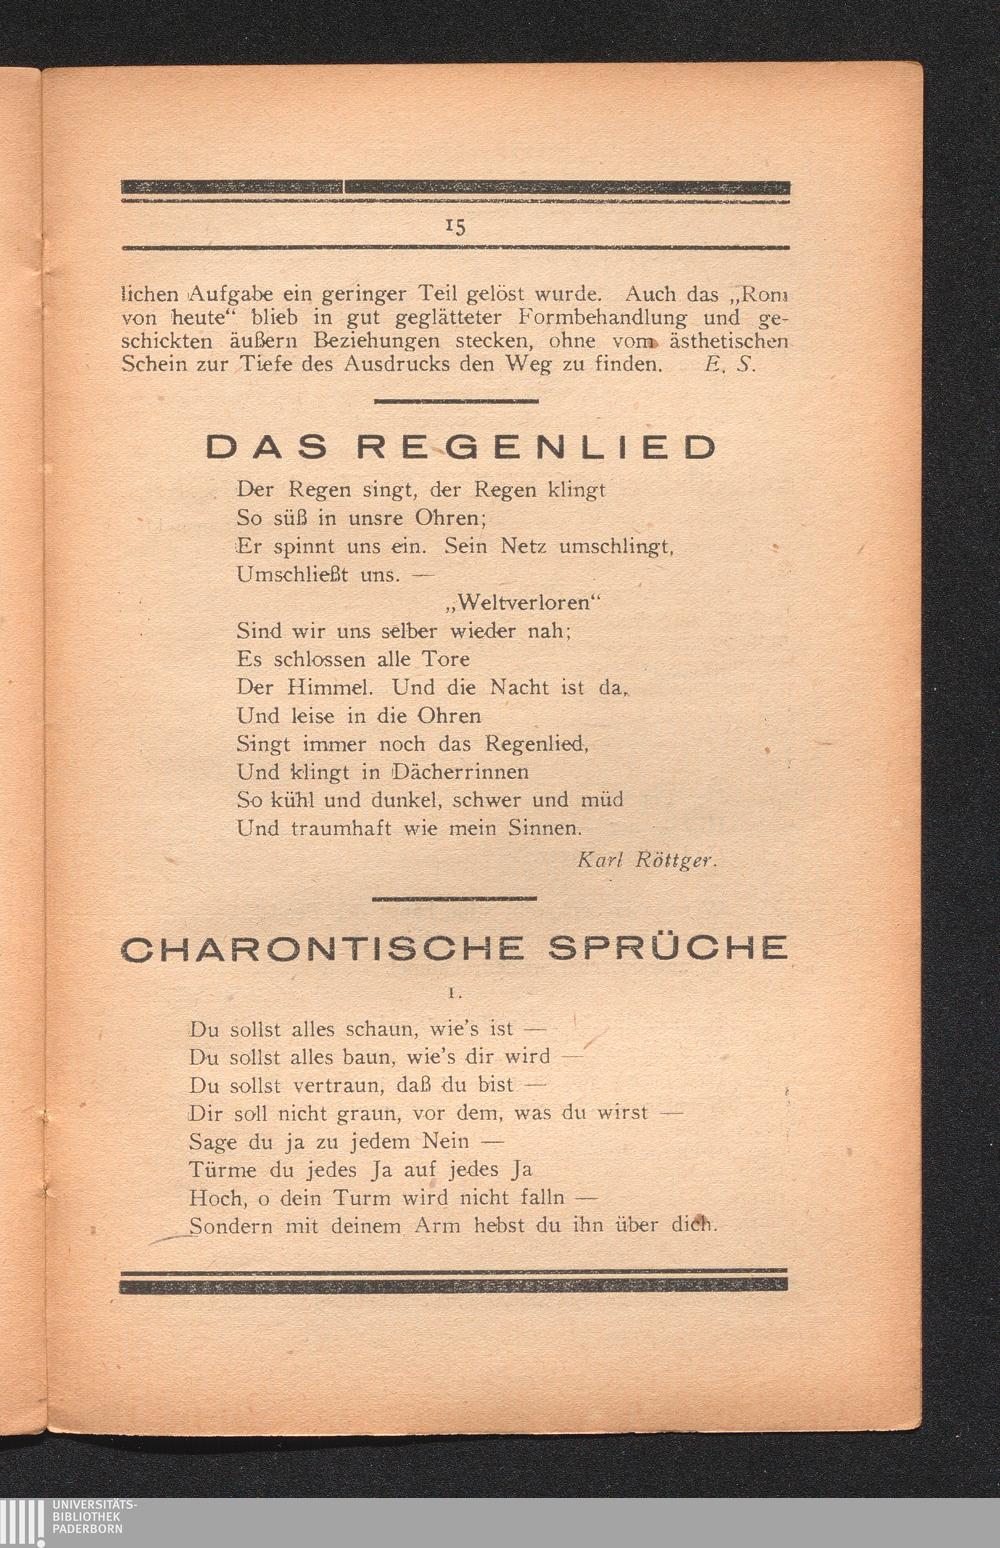 15
lichen Aufgabe ein geringer Teil gelöst wurde. Auch das „Rom
von heute“ blieb in gut geglätteter Formbehandlung und ge-
schickten äußern Beziehungen stecken, ohne vom ästhetischen
Schein zur Tiefe des Ausdrucks den Weg zu finden. E. S.
DAS REGENLIED
Der Regen singt, der Regen klingt
So süß in unsre Ohren;
Er spinnt uns ein. Sein Netz umschlingt,
Umschließt uns. —
„Weltverloren“
Sind wir uns selber wieder nah;
Es schlossen alle Tore
Der Himmel. Und die Nacht ist da,
Und leise in die Ohren
Singt immer noch das Regenlied,
Und klingt in Dächerrinnen
So kühl und dunkel, schwer und müd
Und traumhaft wie mein Sinnen.
Karl Röttger.
CHARONTISCHE SPRÜCHE
1.
Du sollst alles schaun, wie's ist —
Du sollst alles baun, wie's dir wird —
Du sollst vertraun, daß du bist —
Dir soll nicht graun, vor dem, was du wirst —
Sage du ja zu jedem Nein —
Türme du jedes Ja auf jedes Ja
Hoch, o dein Turm wird nicht falln —
Sondern mit deinem Arm hebst du ihn über dich.
UNIVERSITÄTS-
BIBLIOTHEK
PADERBORN